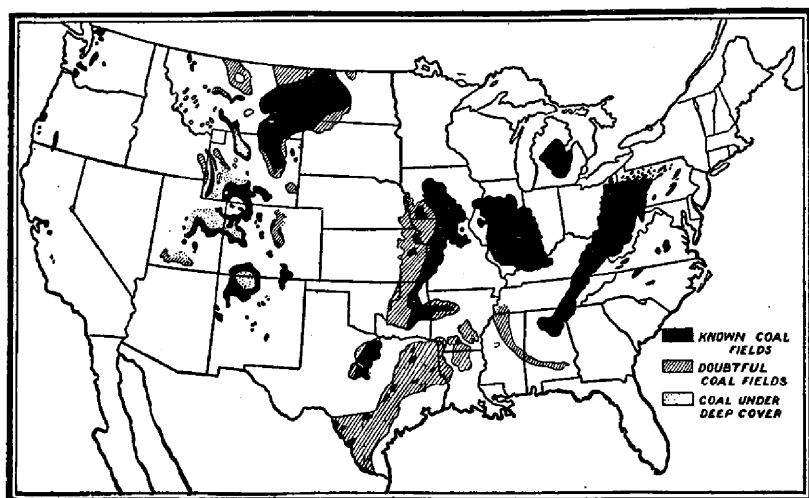 KNOWN COAL
FIELDS
DOUBTFUL
COAL FIELDS
COAL UNDER
DEEP COVER